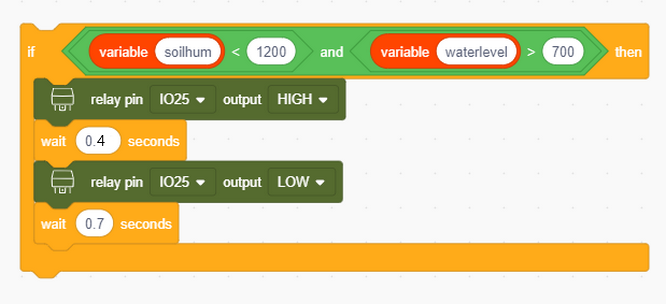 if variable soilhum < 1200 and variable waterlevel > 700 then
relay pin IO25 output HIGH
wait 0.4 seconds
relay pin IO25 output LOW
wait 0.7 seconds